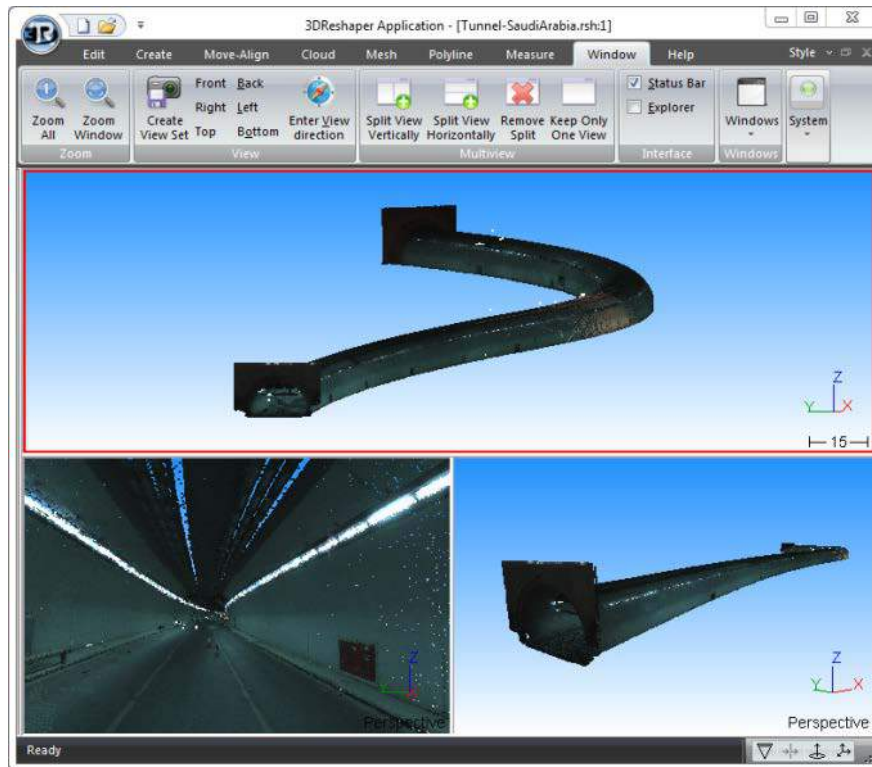 3DReshaper Application - [Tunnel-SaudiArabia.rsh:1]
3R
Edit Create Move-Align Cloud Mesh Polyline Measure Window Help Style
Zoom All
Zoom Window
Zoom
Create View Set
Front Back
Right Left
Top Bottom
Enter View direction
View
Split View Vertically
Split View Horizontally
Remove Split
Keep Only One View
Multiview
Status Bar
Explorer
Interface
Windows
Windows
System
Z
Y X
15
Z
Y X
Perspective
Z
Y X
Perspective
Ready